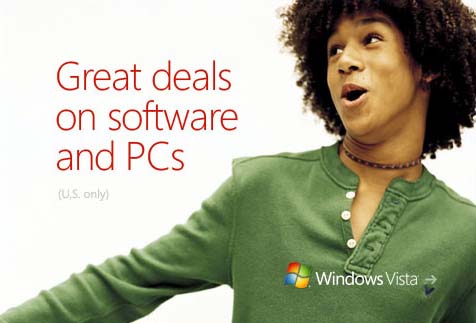 Great deals
on software
and PCs
(U.S. only)
Windows Vista →